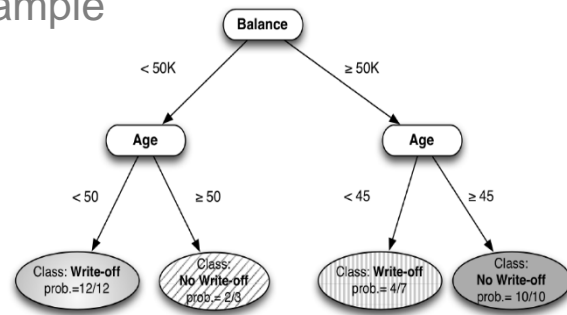 ample
Balance
< 50K
≥ 50K
Age
Age
< 50
≥ 50
< 45
≥ 45
Class: Write-off
prob.=12/12
Class:
No Write-off
prob.= 2/3
Class: Write-off
prob.= 4/7
Class:
No Write-off
prob. = 10/10